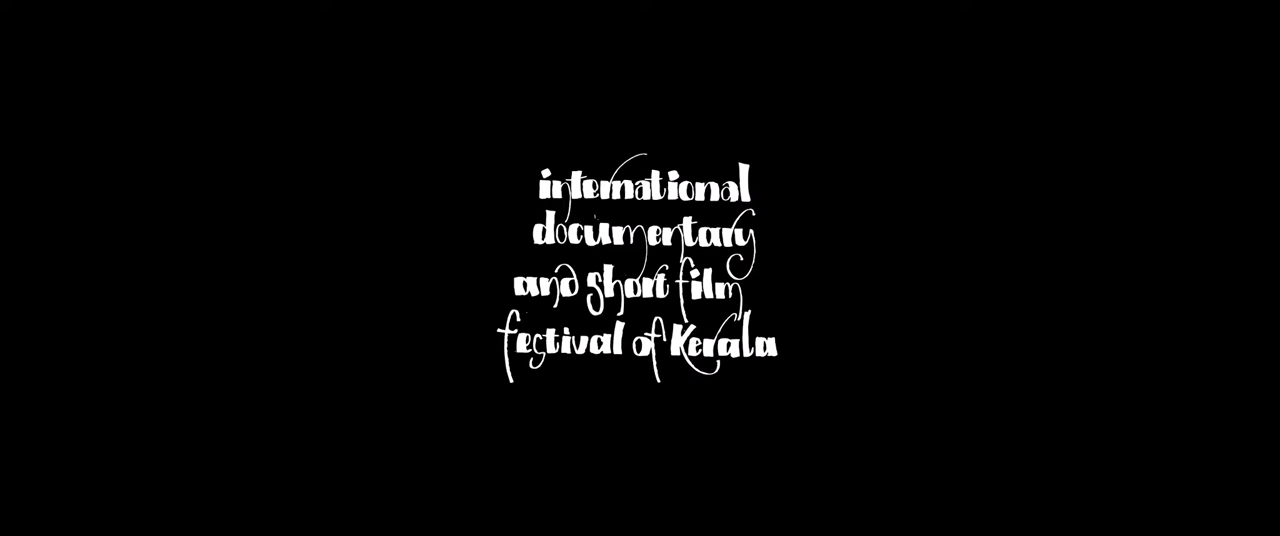 international
documentary
and short film
festival of Kerala